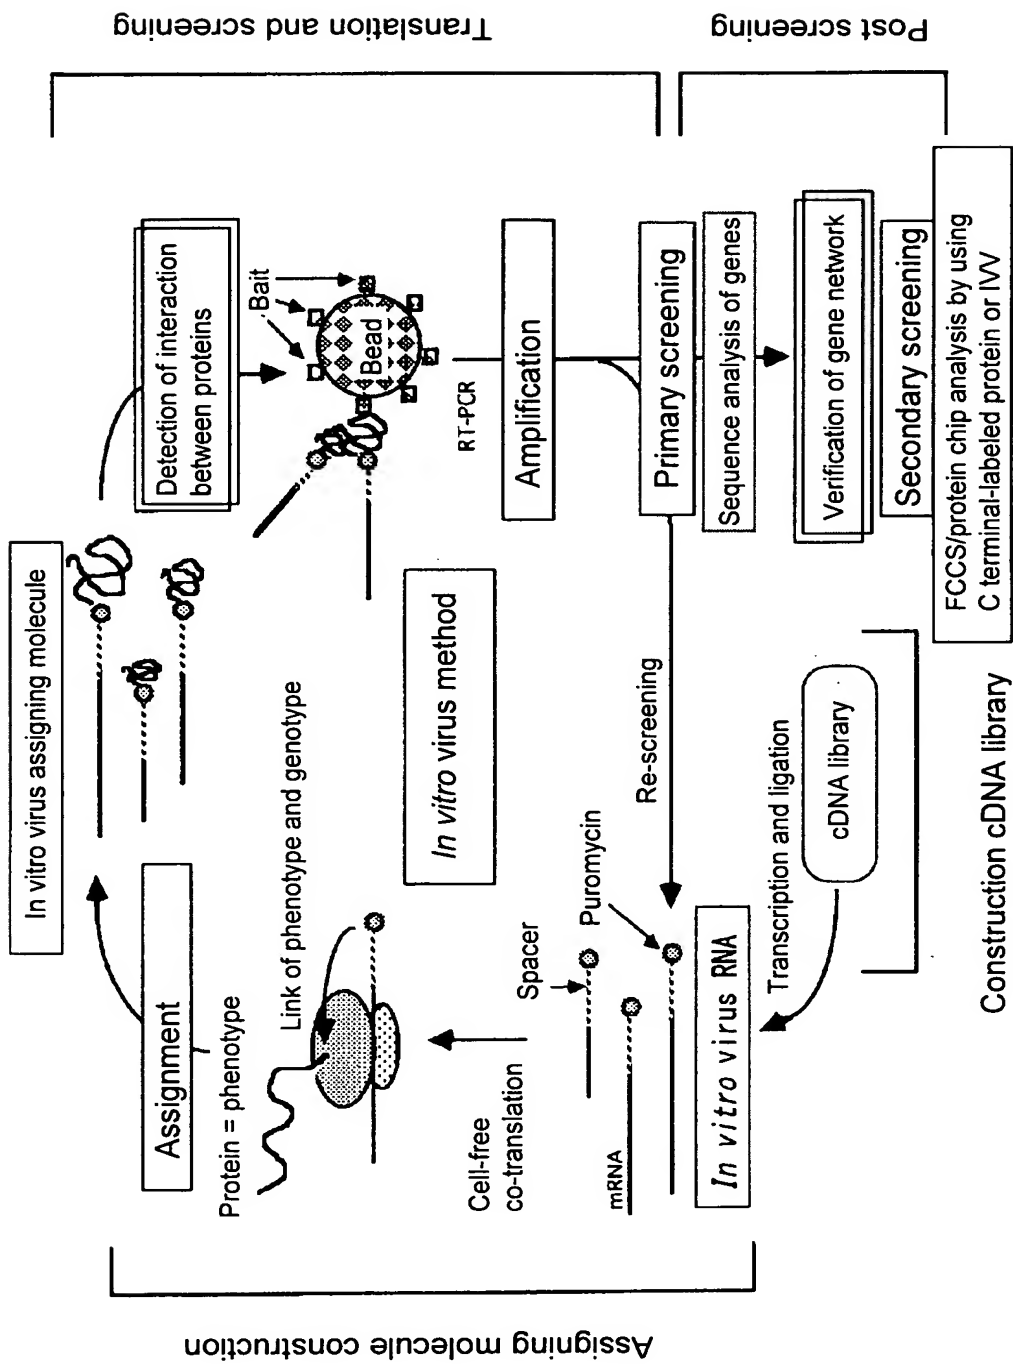 Assigning molecule construction
Translation and screening
Post screening
In vitro virus assigning molecule
Assignment
Protein = phenotype
Link of phenotype and genotype
Cell-free
co-translation
Spacer
Puromycin
mRNA
In vitro virus RNA
Transcription and ligation
cDNA library
Construction cDNA library
In vitro virus method
Re-screening
Detection of interaction
between proteins
Bait
Bead
RT-PCR
Amplification
Primary screening
Sequence analysis of genes
Verification of gene network
Secondary screening
FCCS/protein chip analysis by using
C terminal-labeled protein or IVV